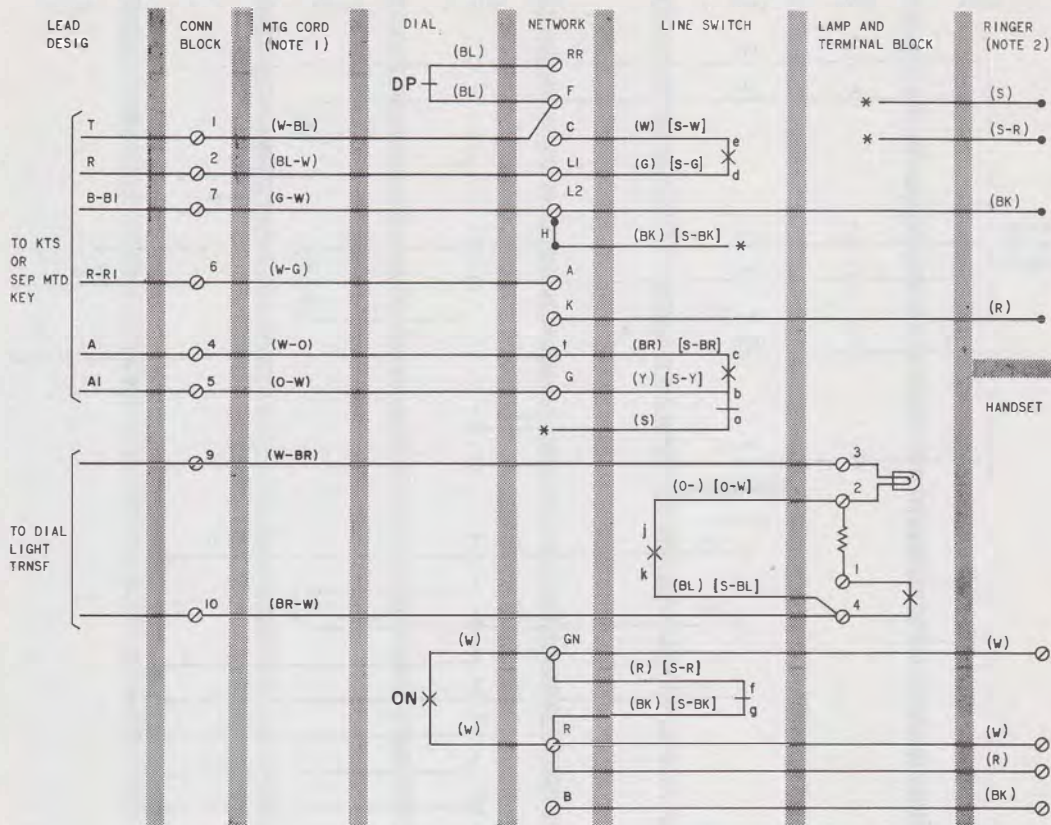 LEAD DESIG
CONN BLOCK
MTG CORD (NOTE 1)
DIAL
NETWORK
LINE SWITCH
LAMP AND TERMINAL BLOCK
RINGER (NOTE 2)
(BL) RR
DP
(BL) F (S)
T 1 (W-BL) C (W) [S-W] e (S-R)
R 2 (BL-W) L1 (G) [S-G] d
B-B1 7 (G-W) L2 (BK)
H (BK) [S-BK] *
TO KTS OR SEP MTD KEY
R-R1 6 (W-G) A
K (R)
A 4 (W-O) f (BR) [S-BR] c
A1 5 (O-W) G (Y) [S-Y] b
* (S) a
HANDSET
9 (W-BR) 3
(O-) [O-W] 2
TO DIAL LIGHT TRNSF
j
k
(BL) [S-BL] 1
10 (BR-W) 4
(W) GN (W)
(R) [S-R] f
ON
(BK) [S-BK] g
(W) R (W)
(R)
B (BK)